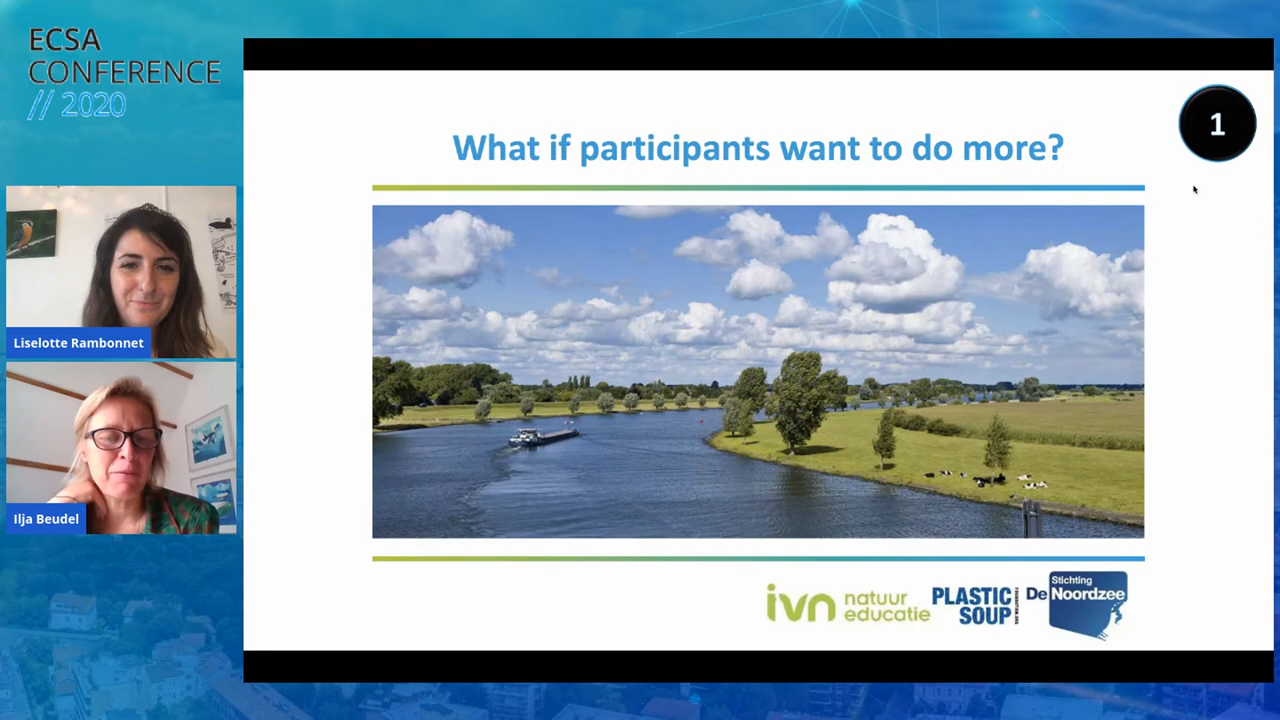 ECSA
CONFERENCE
// 2020
Liselotte Rambonnet
Ilja Beudel
What if participants want to do more?
1
ivn natuur
educatie
PLASTIC
SOUP
Stichting
De Noordzee